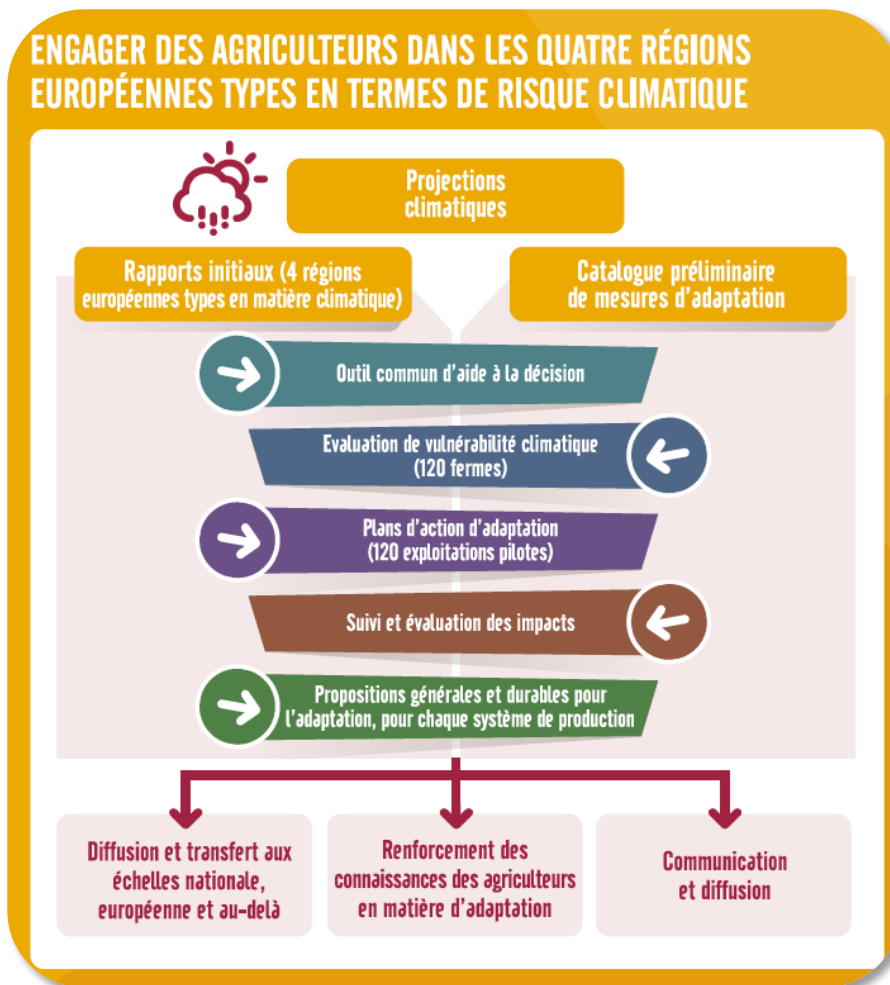 ENGAGER DES AGRICULTEURS DANS LES QUATRE RÉGIONS
EUROPÉENNES TYPES EN TERMES DE RISQUE CLIMATIQUE
Projections
climatiques
Rapports initiaux (4 régions
européennes types en matière climatique)
Catalogue préliminaire
de mesures d'adaptation
Outil commun d'aide à la décision
Evaluation de vulnérabilité climatique
(120 fermes)
Plans d'action d'adaptation
(120 exploitations pilotes)
Suivi et évaluation des impacts
Propositions générales et durables pour
l'adaptation, pour chaque système de production
Diffusion et transfert aux
échelles nationale,
européenne et au-delà
Renforcement des
connaissances des agriculteurs
en matière d'adaptation
Communication
et diffusion